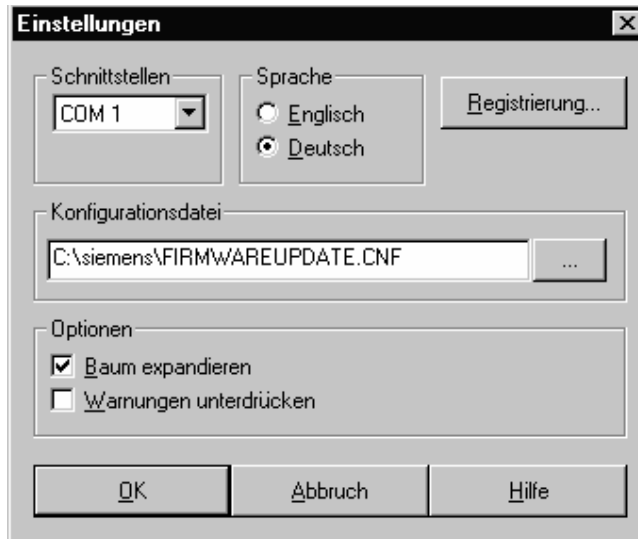 Einstellungen
Schnittstellen
COM 1
Sprache
Englisch
Deutsch
Registrierung...
Konfigurationsdatei
C:\siemens\FIRMWAREUPDATE.CNF
...
Optionen
Baum expandieren
Warnungen unterdrücken
OK
Abbruch
Hilfe